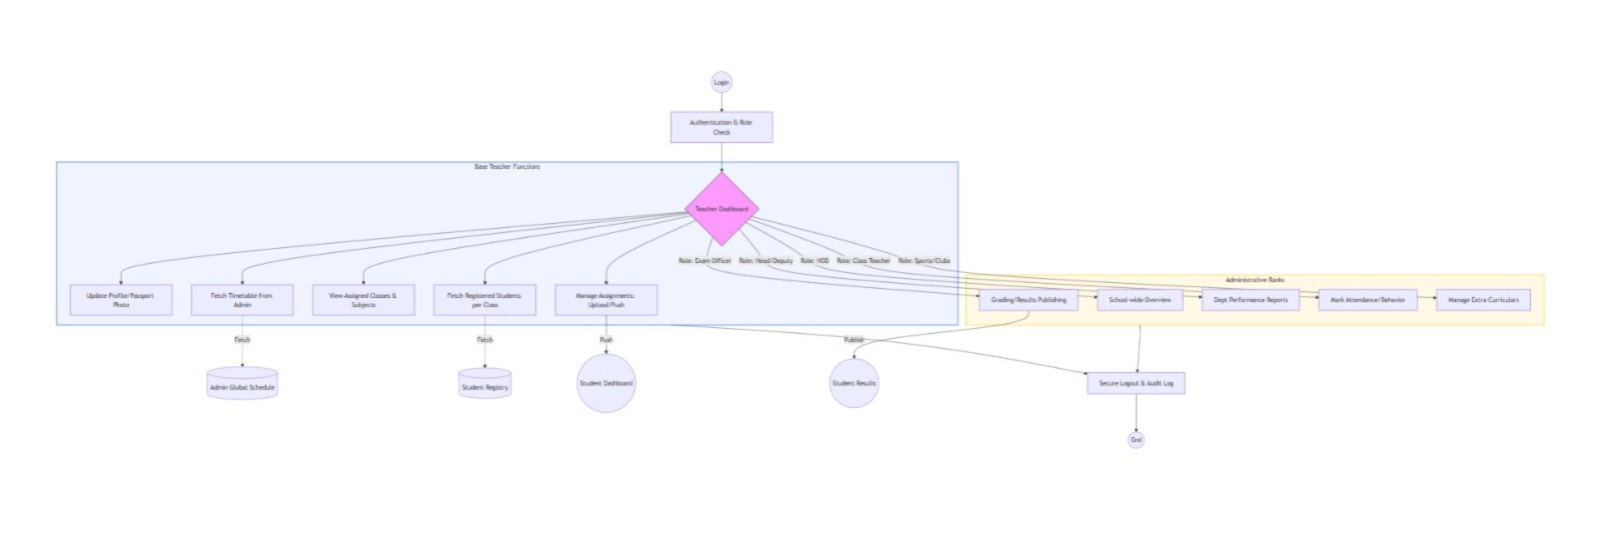 Login
Authentication & Role
Check
Base Teacher Functions
Teacher Dashboard
Role: Exam Officer
Role: Head/Deputy
Role: HOD
Role: Class Teacher
Role: Sports/Clubs
Administrative Ranks
Update Profile/Passport
Photo
Fetch Timetable from
Admin
View Assigned Classes &
Subjects
Fetch Registered Students
per Class
Manage Assignments:
Upload/Push
Grading/Results Publishing
School-wide Overview
Dept Performance Reports
Mark Attendance/Behavior
Manage Extra-Curriculars
Fetch
Fetch
Push
Publish
Admin Global Schedule
Student Registry
Student Dashboard
Student Results
Secure Logout & Audit Log
End